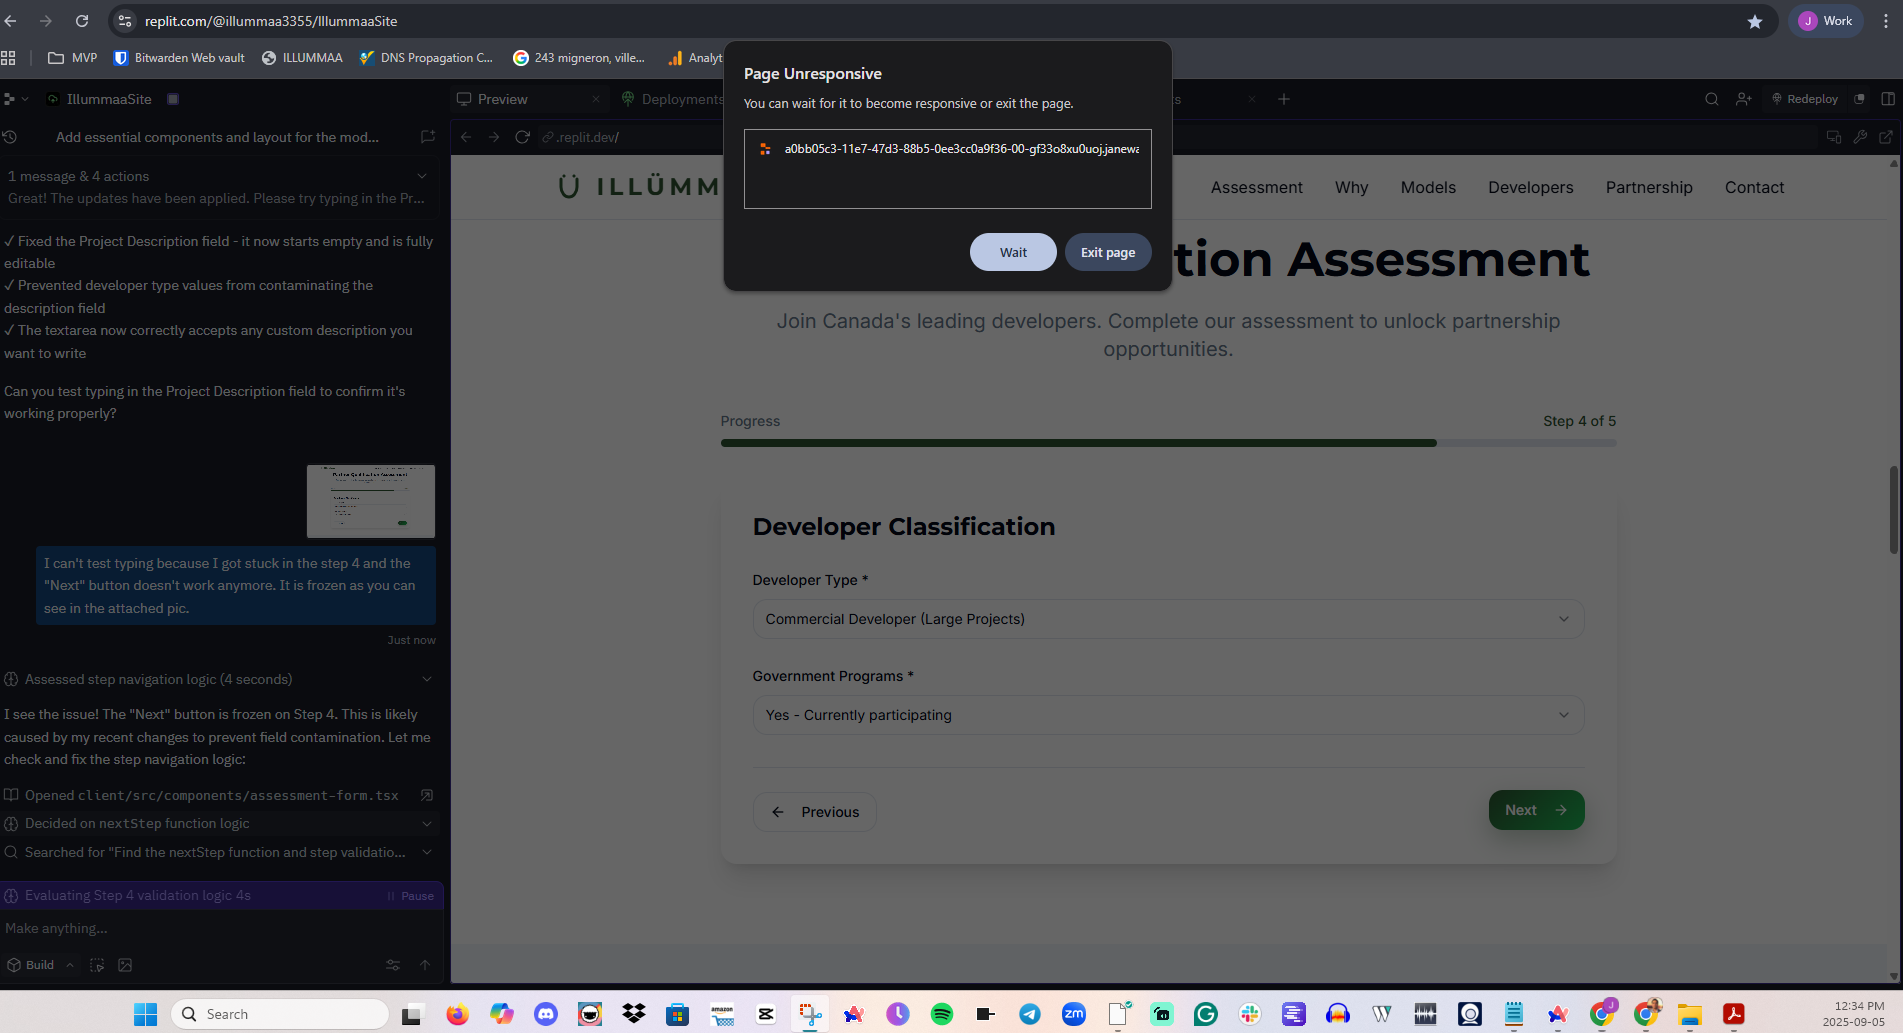 replit.com/@illummaa3355/IllummaaSite
Work
MVP
Bitwarden Web vault
ILLUMMAA
DNS Propagation C...
243 migneron, ville...
Analyt
Page Unresponsive
You can wait for it to become responsive or exit the page.
a0bb05c3-11e7-47d3-88b5-0ee3cc0a9f36-00-gf33o8xu0uoj.janewa
Wait
Exit page
IllummaaSite
Preview
Deployments
ts
Redeploy
Add essential components and layout for the mod...
.replit.dev/
1 message & 4 actions
Great! The updates have been applied. Please try typing in the Pr...
✓ Fixed the Project Description field - it now starts empty and is fully
editable
✓ Prevented developer type values from contaminating the
description field
✓ The textarea now correctly accepts any custom description you
want to write
Can you test typing in the Project Description field to confirm it's
working properly?
I can't test typing because I got stuck in the step 4 and the
"Next" button doesn't work anymore. It is frozen as you can
see in the attached pic.
Just now
Assessed step navigation logic (4 seconds)
I see the issue! The "Next" button is frozen on Step 4. This is likely
caused by my recent changes to prevent field contamination. Let me
check and fix the step navigation logic:
Opened client/src/components/assessment-form.tsx
Decided on nextStep function logic
Searched for "Find the nextStep function and step validatio...
Evaluating Step 4 validation logic 4s
Pause
Make anything...
Build
ILLÜMM
Assessment
Why
Models
Developers
Partnership
Contact
tion Assessment
Join Canada's leading developers. Complete our assessment to unlock partnership
opportunities.
Progress
Step 4 of 5
Developer Classification
Developer Type *
Commercial Developer (Large Projects)
Government Programs *
Yes - Currently participating
Previous
Next
Search
12:34 PM
2025-09-05